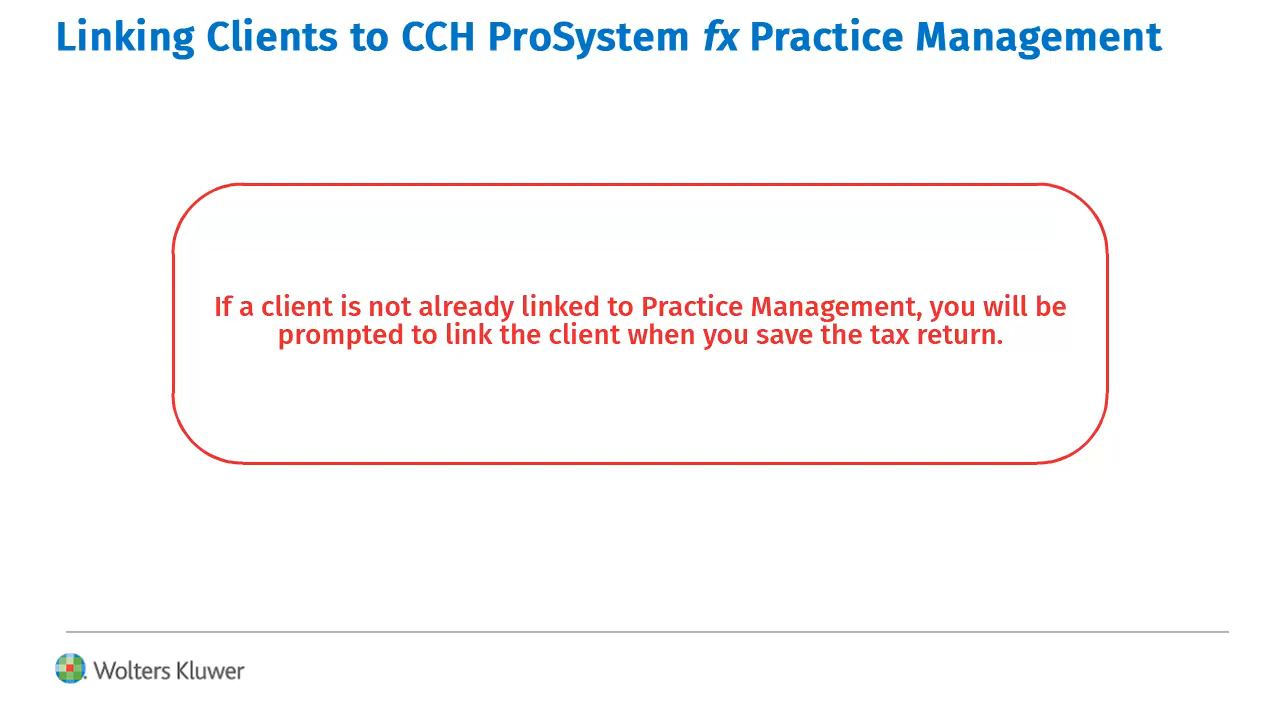 Linking Clients to CCH ProSystem fx Practice Management
If a client is not already linked to Practice Management, you will be
prompted to link the client when you save the tax return.
Wolters Kluwer